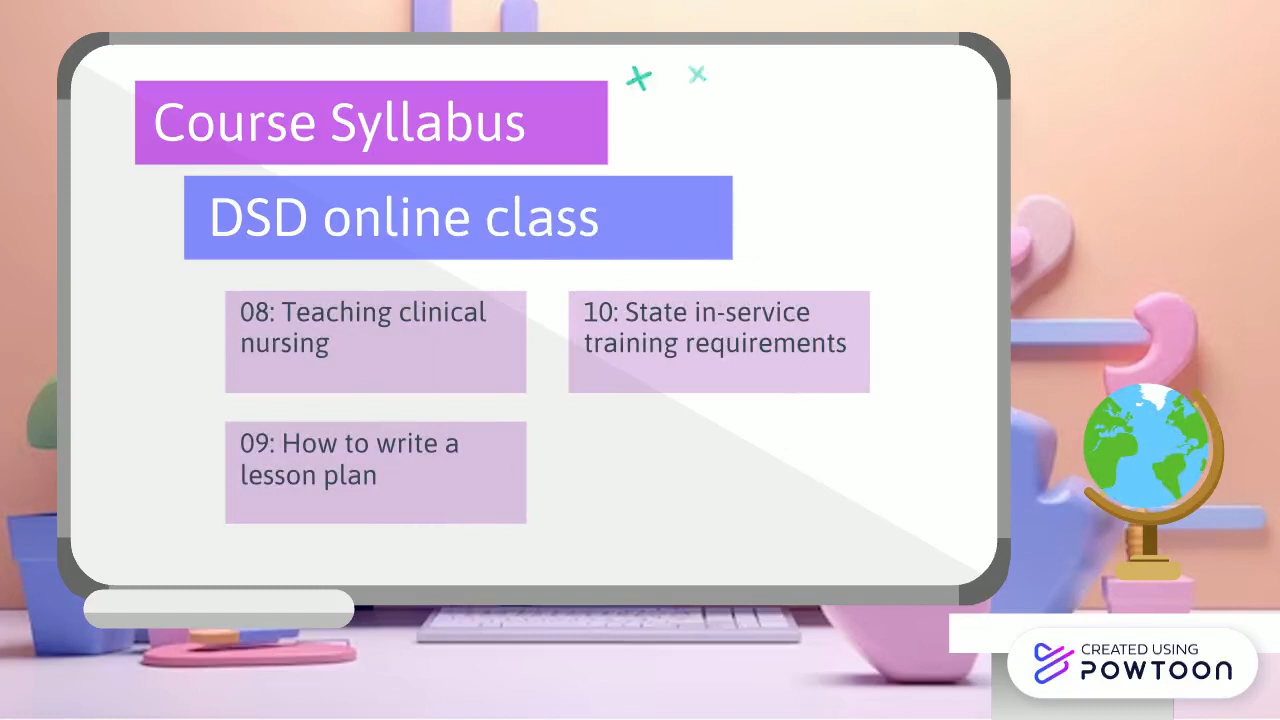 Course Syllabus
DSD online class
08: Teaching clinical
nursing
09: How to write a
lesson plan
10: State in-service
training requirements
CREATED USING
POWTOON